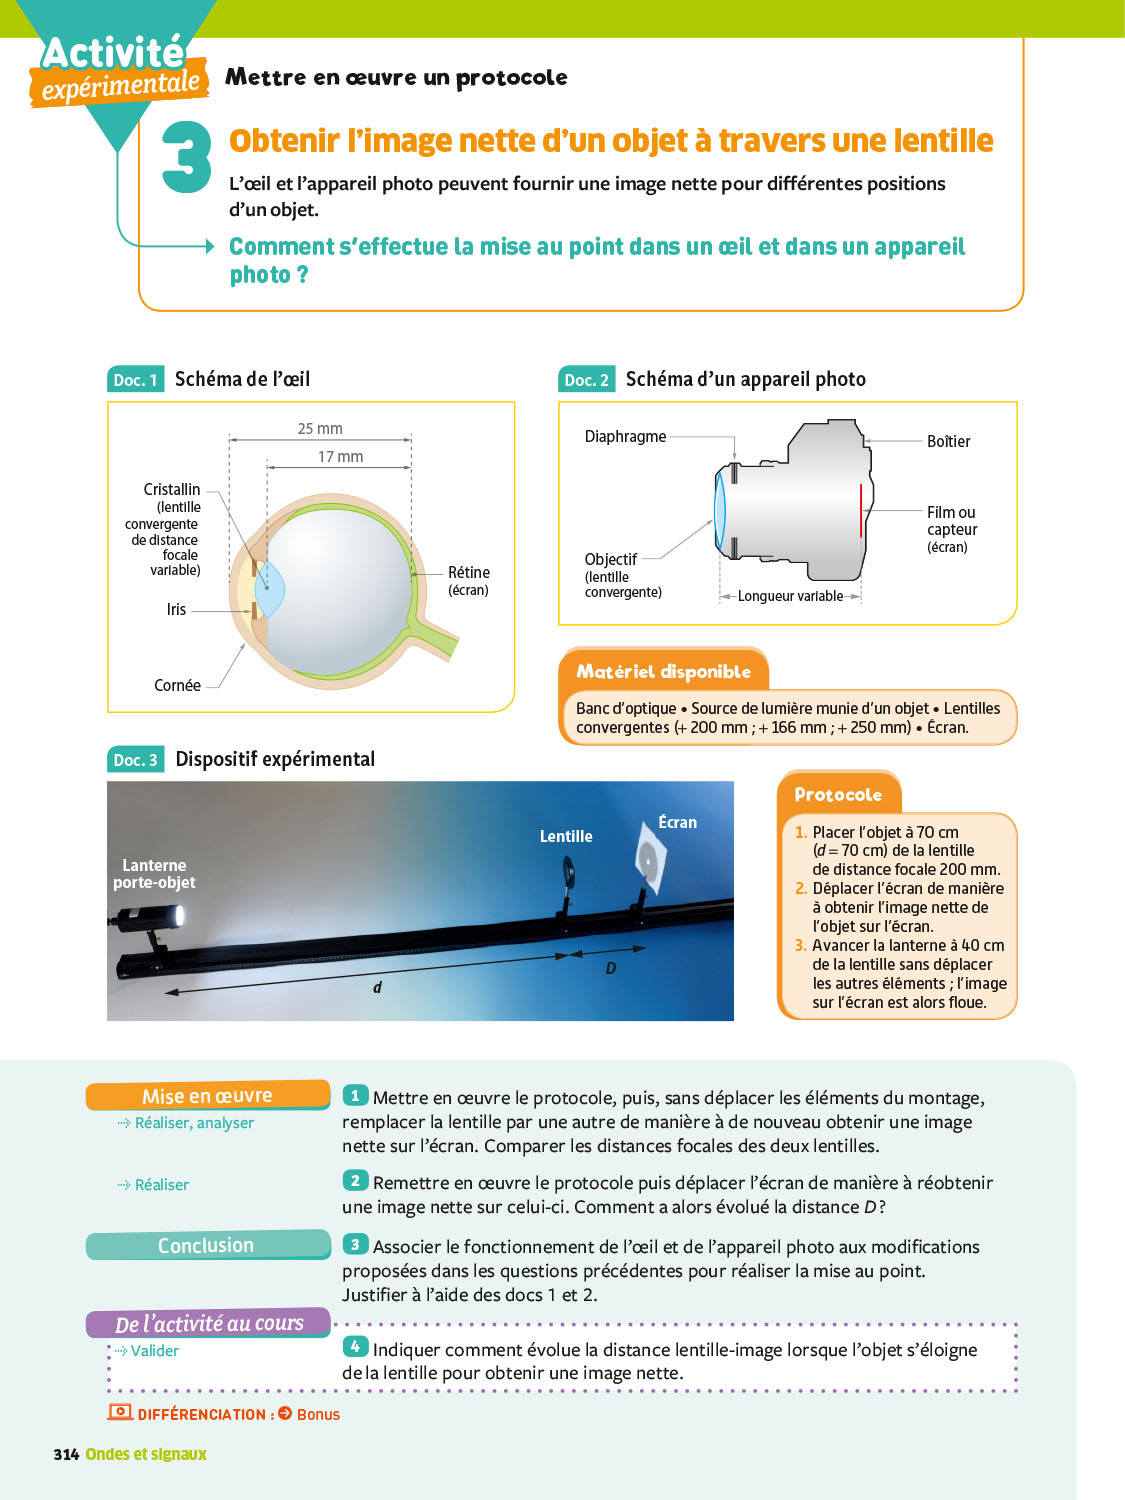 Activité
expérimentale
Mettre en œuvre un protocole
3
Obtenir l'image nette d'un objet à travers une lentille
L'œil et l'appareil photo peuvent fournir une image nette pour différentes positions
d'un objet.
Comment s'effectue la mise au point dans un œil et dans un appareil
photo ?
Doc. 1 Schéma de l'œil
25 mm
17 mm
Cristallin
(lentille
convergente
de distance
focale
variable)
Iris
Cornée
Rétine
(écran)
Doc. 2 Schéma d'un appareil photo
Diaphragme
Boîtier
Film ou
capteur
(écran)
Objectif
(lentille
convergente)
Longueur variable
Matériel disponible
Banc d'optique • Source de lumière munie d'un objet • Lentilles
convergentes (+ 200 mm ; + 166 mm ; + 250 mm) • Écran.
Doc. 3 Dispositif expérimental
Lanterne
porte-objet
Lentille
Écran
d
D
Protocole
1. Placer l'objet à 70 cm
(d = 70 cm) de la lentille
de distance focale 200 mm.
2. Déplacer l'écran de manière
à obtenir l'image nette de
l'objet sur l'écran.
3. Avancer la lanterne à 40 cm
de la lentille sans déplacer
les autres éléments ; l'image
sur l'écran est alors floue.
Mise en œuvre
Réaliser, analyser
1 Mettre en œuvre le protocole, puis, sans déplacer les éléments du montage,
remplacer la lentille par une autre de manière à de nouveau obtenir une image
nette sur l'écran. Comparer les distances focales des deux lentilles.
Réaliser
2 Remettre en œuvre le protocole puis déplacer l'écran de manière à réobtenir
une image nette sur celui-ci. Comment a alors évolué la distance D ?
Conclusion
3 Associer le fonctionnement de l'œil et de l'appareil photo aux modifications
proposées dans les questions précédentes pour réaliser la mise au point.
Justifier à l'aide des docs 1 et 2.
De l'activité au cours
Valider
4 Indiquer comment évolue la distance lentille-image lorsque l'objet s'éloigne
de la lentille pour obtenir une image nette.
DIFFÉRENCIATION : Bonus
314 Ondes et signaux